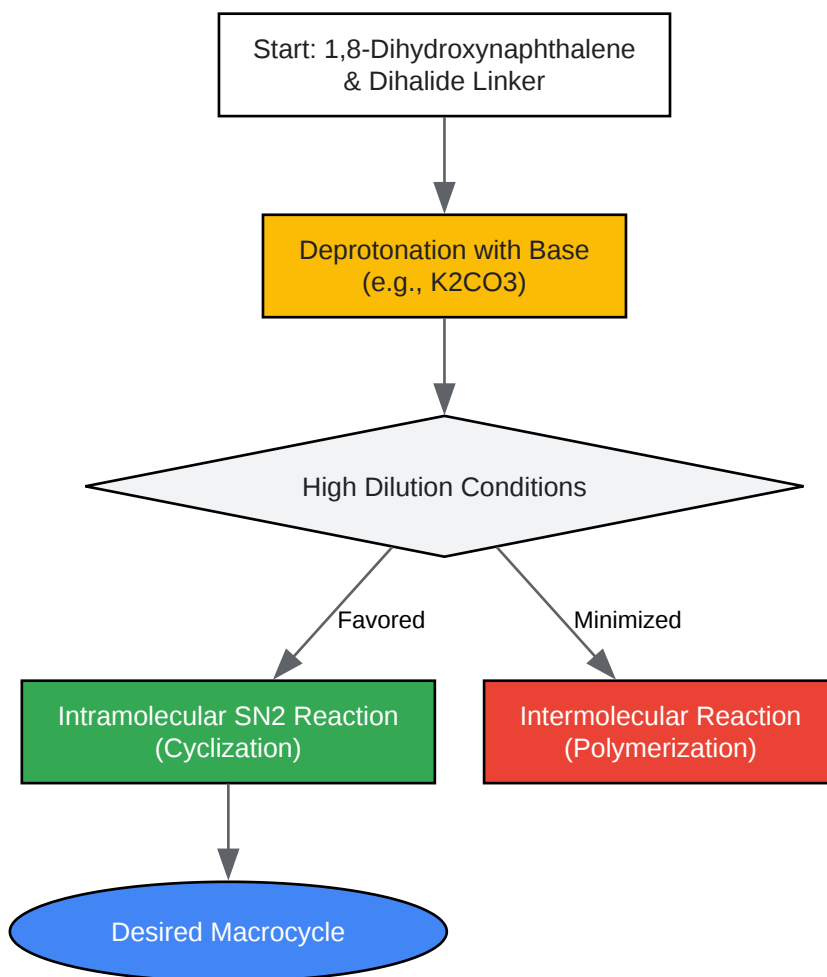 Start: 1,8-Dihydroxynaphthalene
& Dihalide Linker
Deprotonation with Base
(e.g., K2CO3)
High Dilution Conditions
Favored
Minimized
Intramolecular SN2 Reaction
(Cyclization)
Intermolecular Reaction
(Polymerization)
Desired Macrocycle